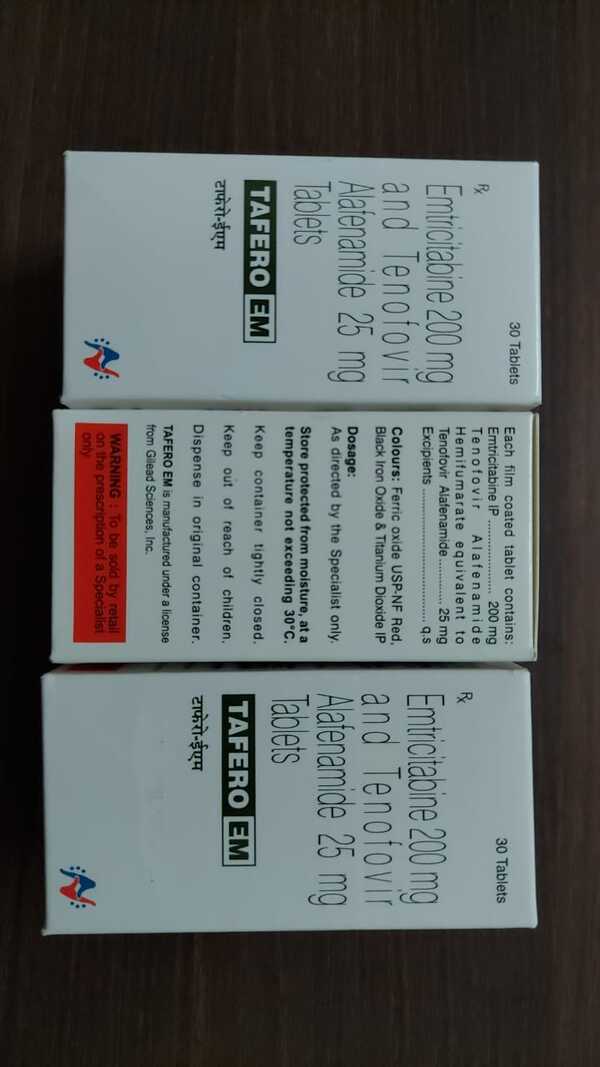 30 Tablets
Rx
Emtricitabine 200 mg
and Tenofovir
Alafenamide 25 mg
Tablets
TAFERO EM
टाफेरो-ईएम
Each film coated tablet contains:
Emtricitabine IP ........................ 200 mg
Tenofovir Alafenamide
Hemifumarate equivalent to
Tenofovir Alafenamide ............. 25 mg
Excipients ................................ q.s
Colours: Ferric oxide USP-NF Red,
Black Iron Oxide & Titanium Dioxide IP
Dosage:
As directed by the Specialist only.
Store protected from moisture, at a
temperature not exceeding 30°C.
Keep container tightly closed.
Keep out of reach of children.
Dispense in original container.
TAFERO EM is manufactured under a license
from Gilead Sciences, Inc.
WARNING : To be sold by retail
on the prescription of a Specialist
only
30 Tablets
Rx
Emtricitabine 200 mg
and Tenofovir
Alafenamide 25 mg
Tablets
TAFERO EM
टाफेरो-ईएम